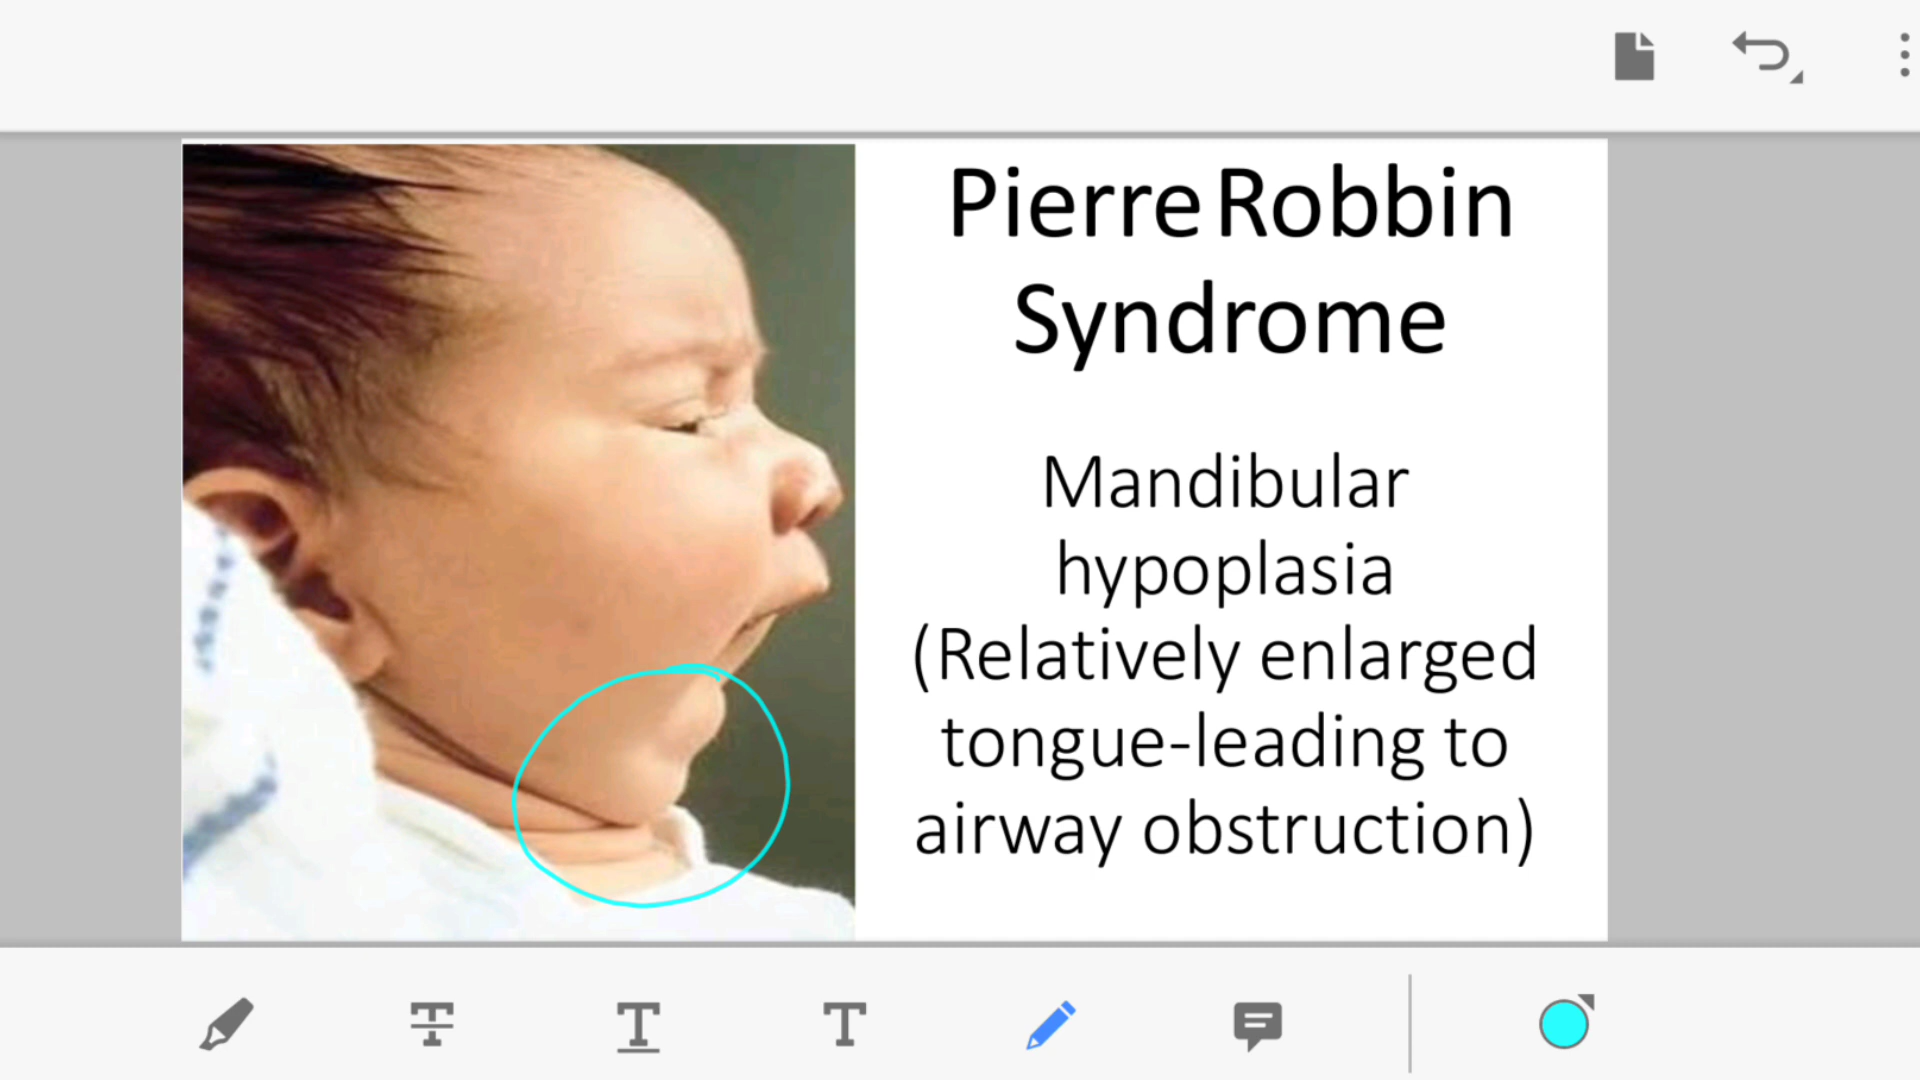 Pierre Robbin
Syndrome
Mandibular
hypoplasia
(Relatively enlarged
tongue-leading to
airway obstruction)
T
T
T